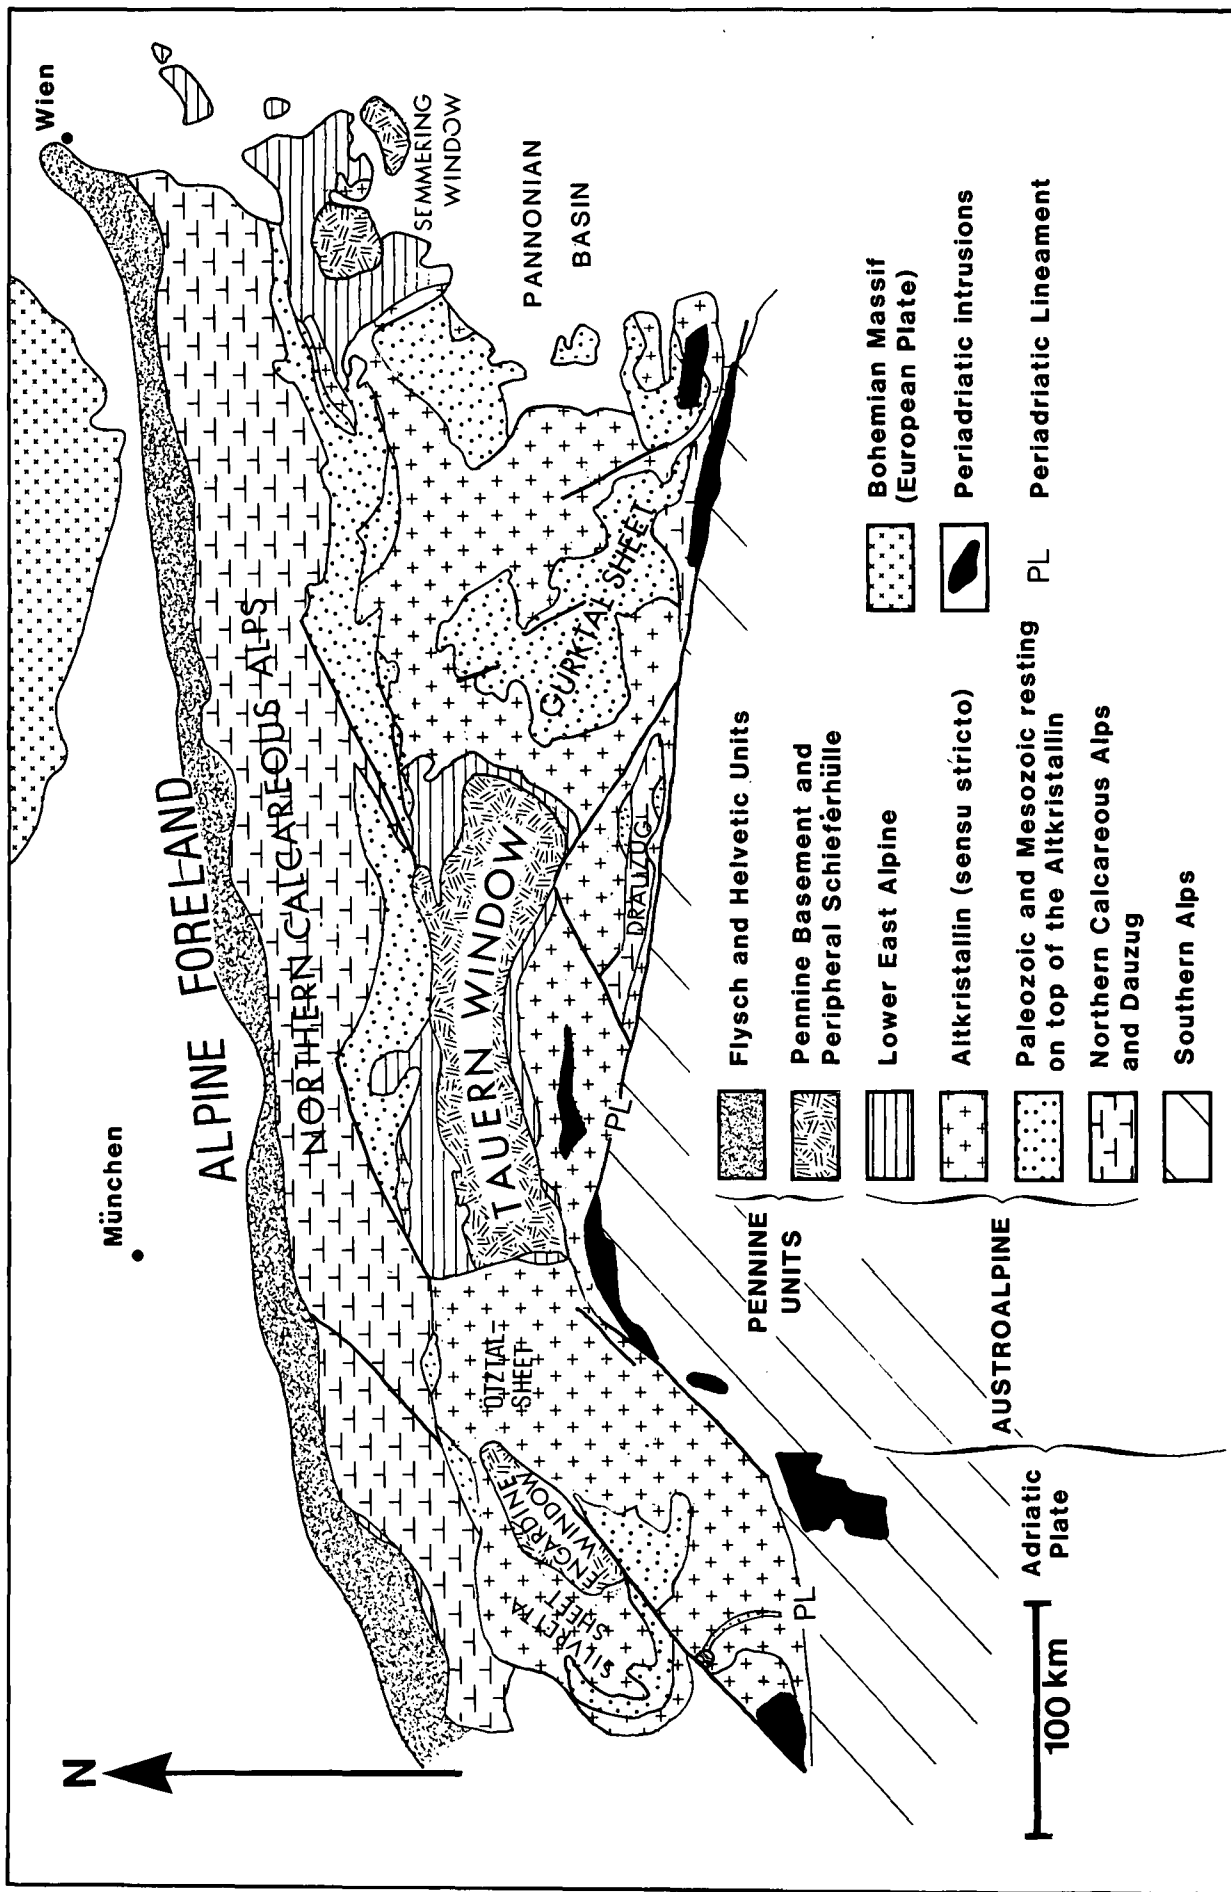 N
München
Wien
ALPINE FORELAND
NORTHERN CALCAREOUS ALPS
SEMMERING
WINDOW
PANNONIAN
BASIN
TAUERN WINDOW
ÖTZTAL-
SHEET
ENGARDINE
WINDOW
SILVRETTA
SHEET
GURKTAL SHEET
DRAUZUG
PL
PL
100 km
Adriatic
Plate
PENNINE
UNITS
AUSTROALPINE
Flysch and Helvetic Units
Pennine Basement and
Peripheral Schieferhülle
Lower East Alpine
Altkristallin (sensu stricto)
Paleozoic and Mesozoic resting
on top of the Altkristallin
Northern Calcareous Alps
and Dauzug
Southern Alps
Bohemian Massif
(European Plate)
Periadriatic intrusions
PL Periadriatic Lineament